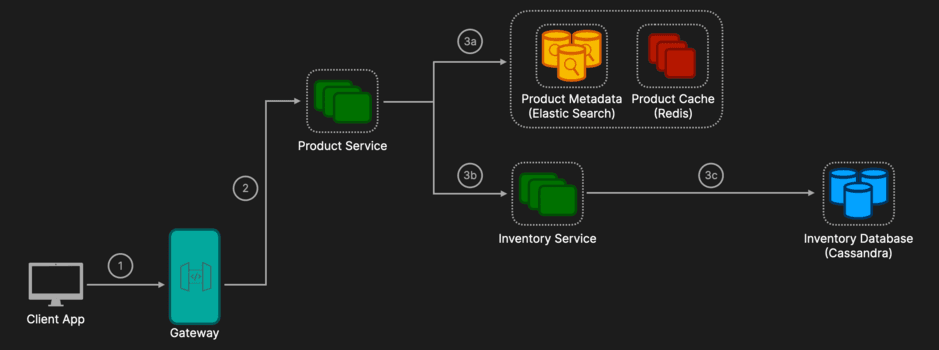 3a
Product Metadata
(Elastic Search)
Product Cache
(Redis)
Product Service
2
3b
3c
Inventory Service
Inventory Database
(Cassandra)
1
Client App
Gateway